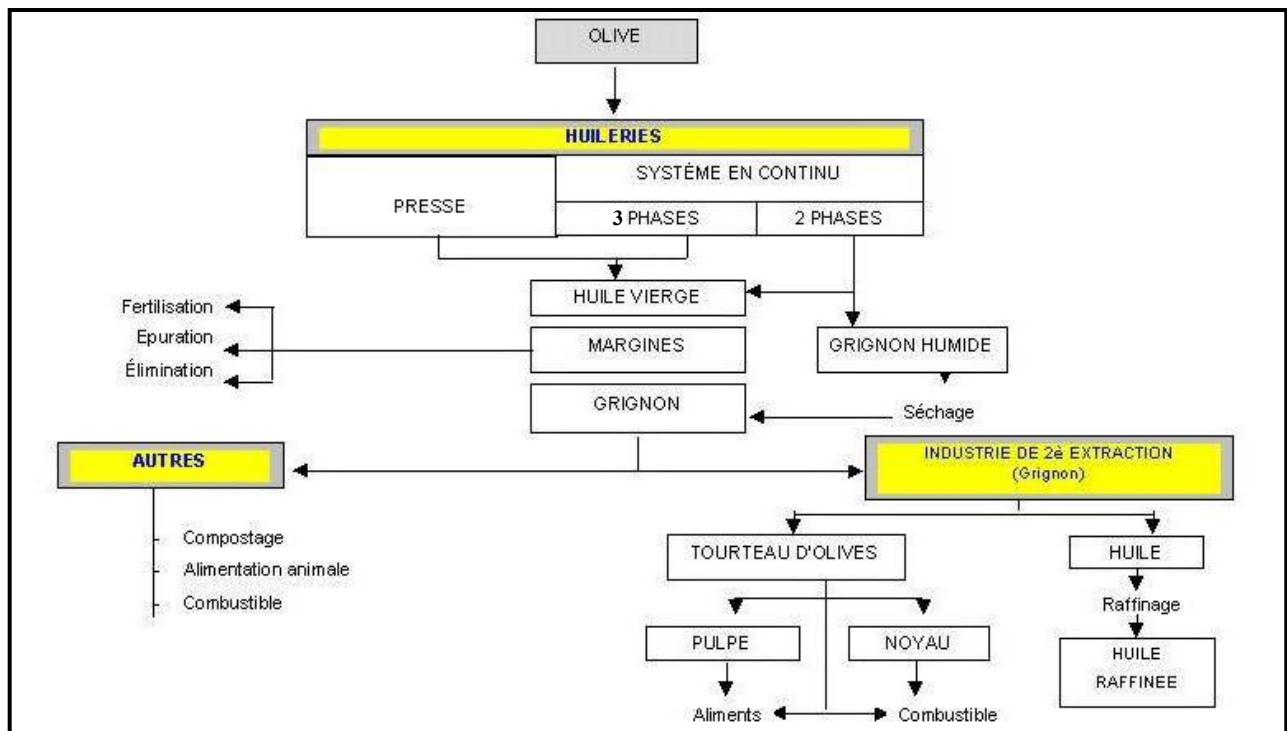 OLIVE
HUILERIES
SYSTÈME EN CONTINU
PRESSE
3 PHASES
2 PHASES
HUILE VIERGE
Fertilisation
Epuration
MARGINES
GRIGNON HUMIDE
Élimination
GRIGNON
Séchage
AUTRES
INDUSTRIE DE 2è EXTRACTION
(Grignon)
Compostage
Alimentation animale
Combustible
TOURTEAU D'OLIVES
HUILE
Raffinage
PULPE
NOYAU
HUILE
RAFFINEE
Aliments
Combustible